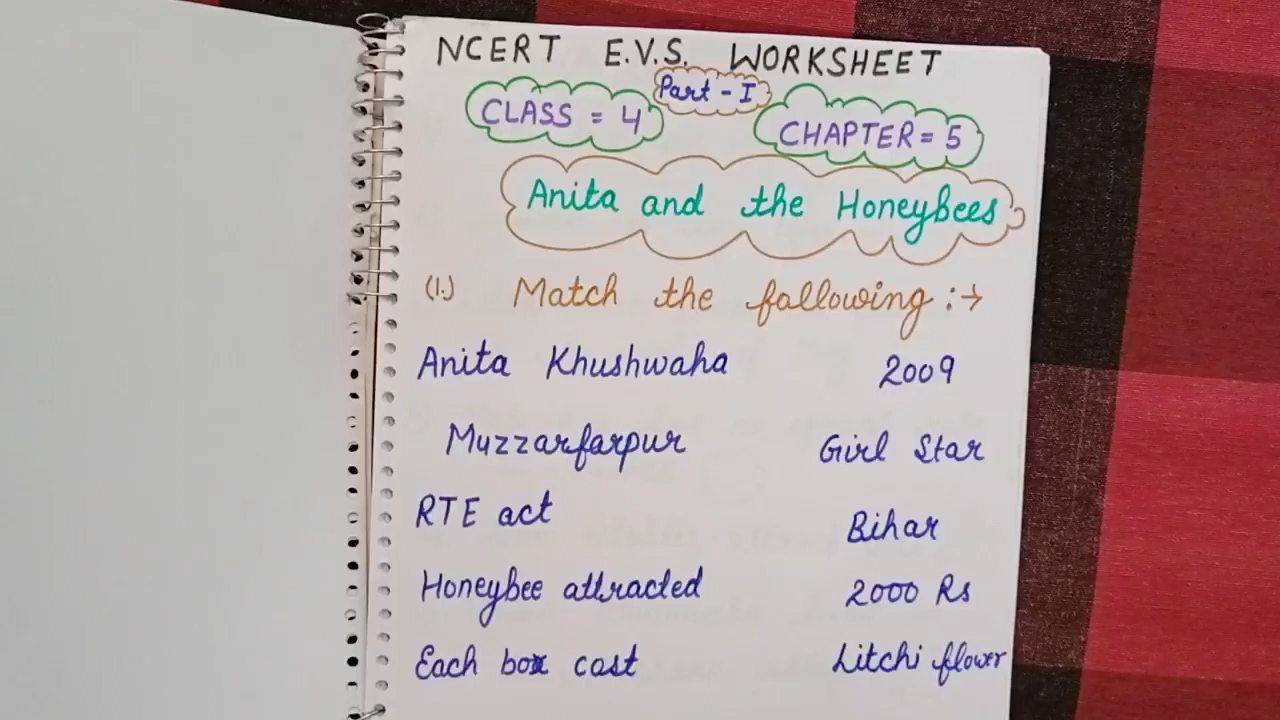 NCERT E.V.S. WORKSHEET
Part - I
CLASS = 4
CHAPTER = 5
Anita and the Honeybees
(1.) Match the following :→
Anita Khushwaha 2009
Muzzarfarpur Girl Star
RTE act Bihar
Honeybee attracted 2000 Rs
Each box cost Litchi flower